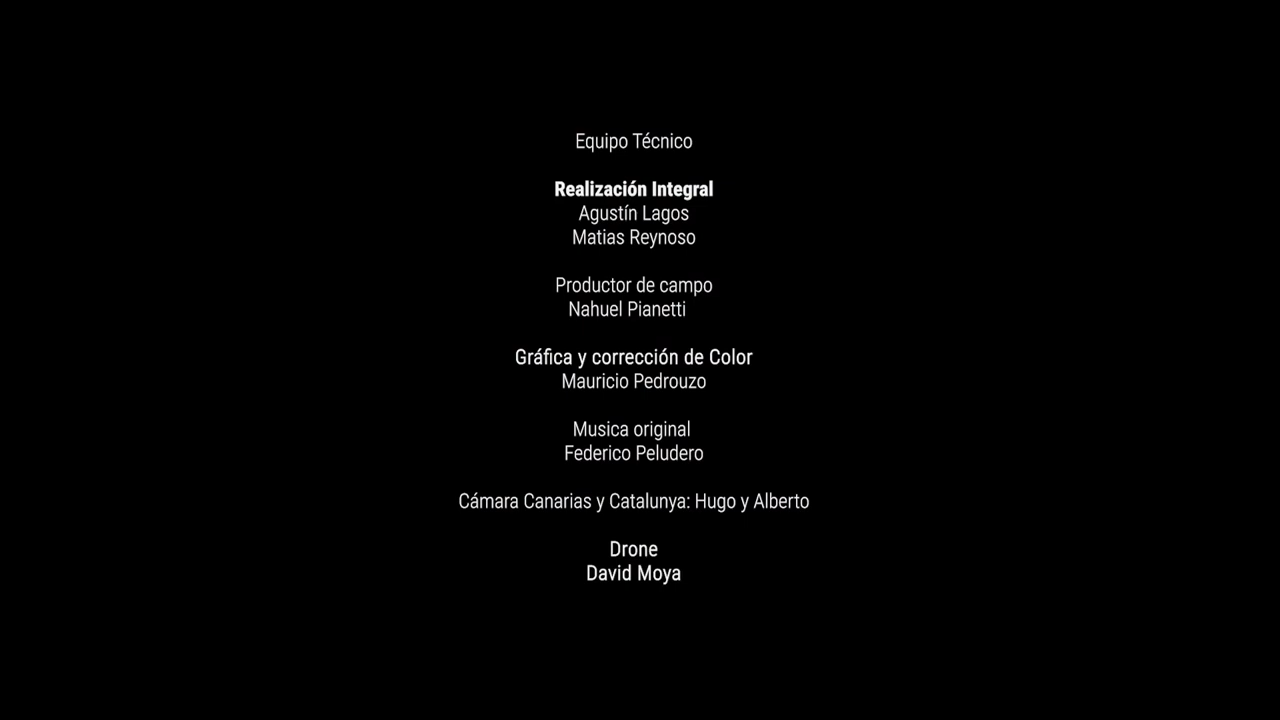 Equipo Técnico
Realización Integral
Agustín Lagos
Matias Reynoso
Productor de campo
Nahuel Pianetti
Gráfica y corrección de Color
Mauricio Pedrouzo
Musica original
Federico Peludero
Cámara Canarias y Catalunya: Hugo y Alberto
Drone
David Moya